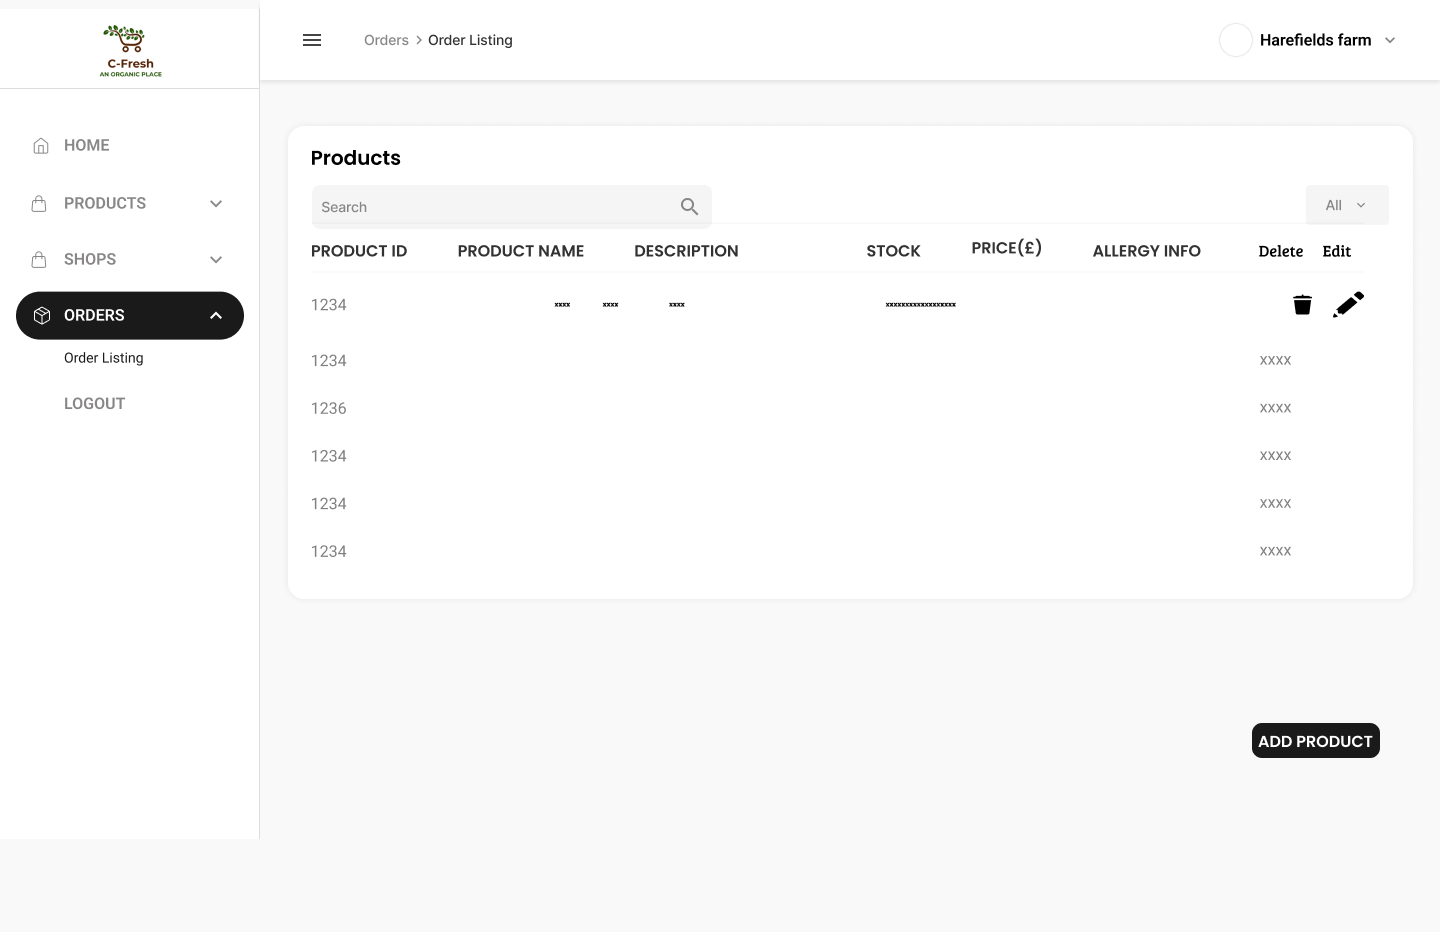 C-Fresh
AN ORGANIC PLACE
Orders > Order Listing
Harefields farm
HOME
PRODUCTS
SHOPS
ORDERS
Order Listing
LOGOUT
Products
Search
All
PRODUCT ID PRODUCT NAME DESCRIPTION STOCK PRICE(£) ALLERGY INFO Delete Edit
1234 xxxx xxxx xxxx
1234 xxxx
1236 xxxx
1234 xxxx
1234 xxxx
1234 xxxx
ADD PRODUCT